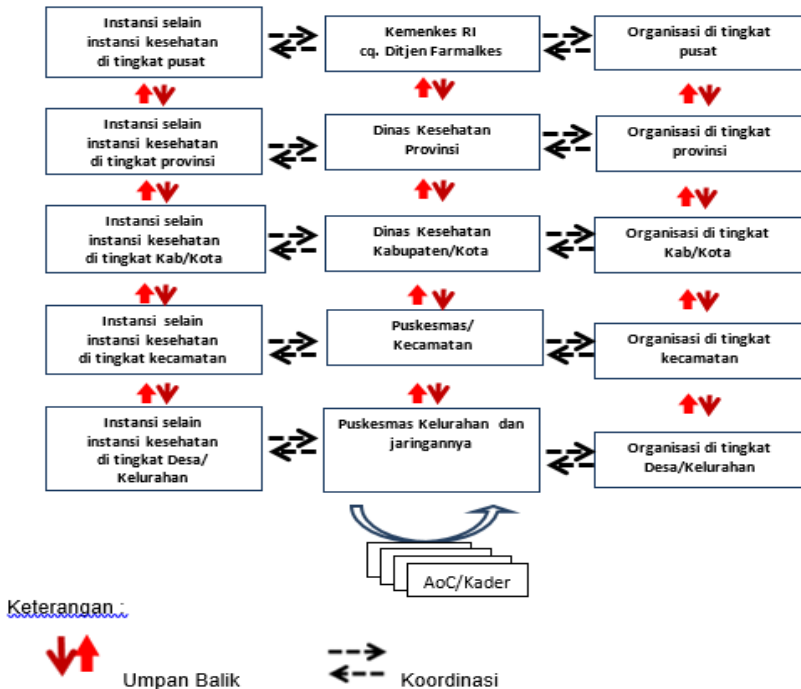 Instansi selain
instansi kesehatan
di tingkat pusat
Kemenkes RI
cq. Ditjen Farmalkes
Organisasi di tingkat
pusat
Instansi selain
instansi kesehatan
di tingkat provinsi
Dinas Kesehatan
Provinsi
Organisasi di tingkat
provinsi
Instansi selain
instansi kesehatan
di tingkat Kab/Kota
Dinas Kesehatan
Kabupaten/Kota
Organisasi di tingkat
Kab/Kota
Instansi selain
instansi kesehatan
di tingkat kecamatan
Puskesmas/
Kecamatan
Organisasi di tingkat
kecamatan
Instansi selain
instansi kesehatan
di tingkat Desa/
Kelurahan
Puskesmas Kelurahan dan
jaringannya
Organisasi di tingkat
Desa/Kelurahan
AoC/Kader
Keterangan :
Umpan Balik
Koordinasi